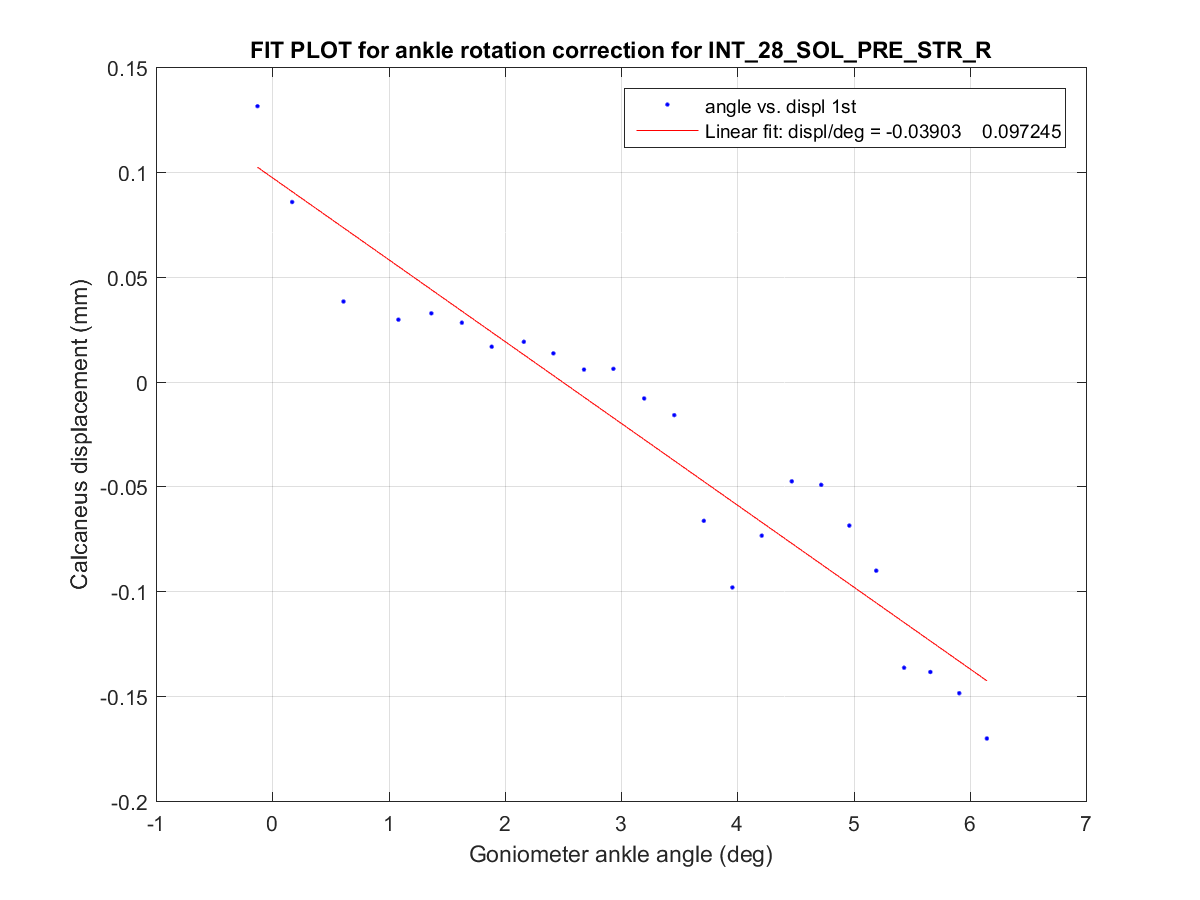 FIT PLOT for ankle rotation correction for INT_28_SOL_PRE_STR_R
0.15
angle vs. displ 1st
Linear fit: displ/deg = -0.03903    0.097245
0.1
0.05
0
-0.05
-0.1
-0.15
-0.2
Calcaneus displacement (mm)
-1 0 1 2 3 4 5 6 7
Goniometer ankle angle (deg)